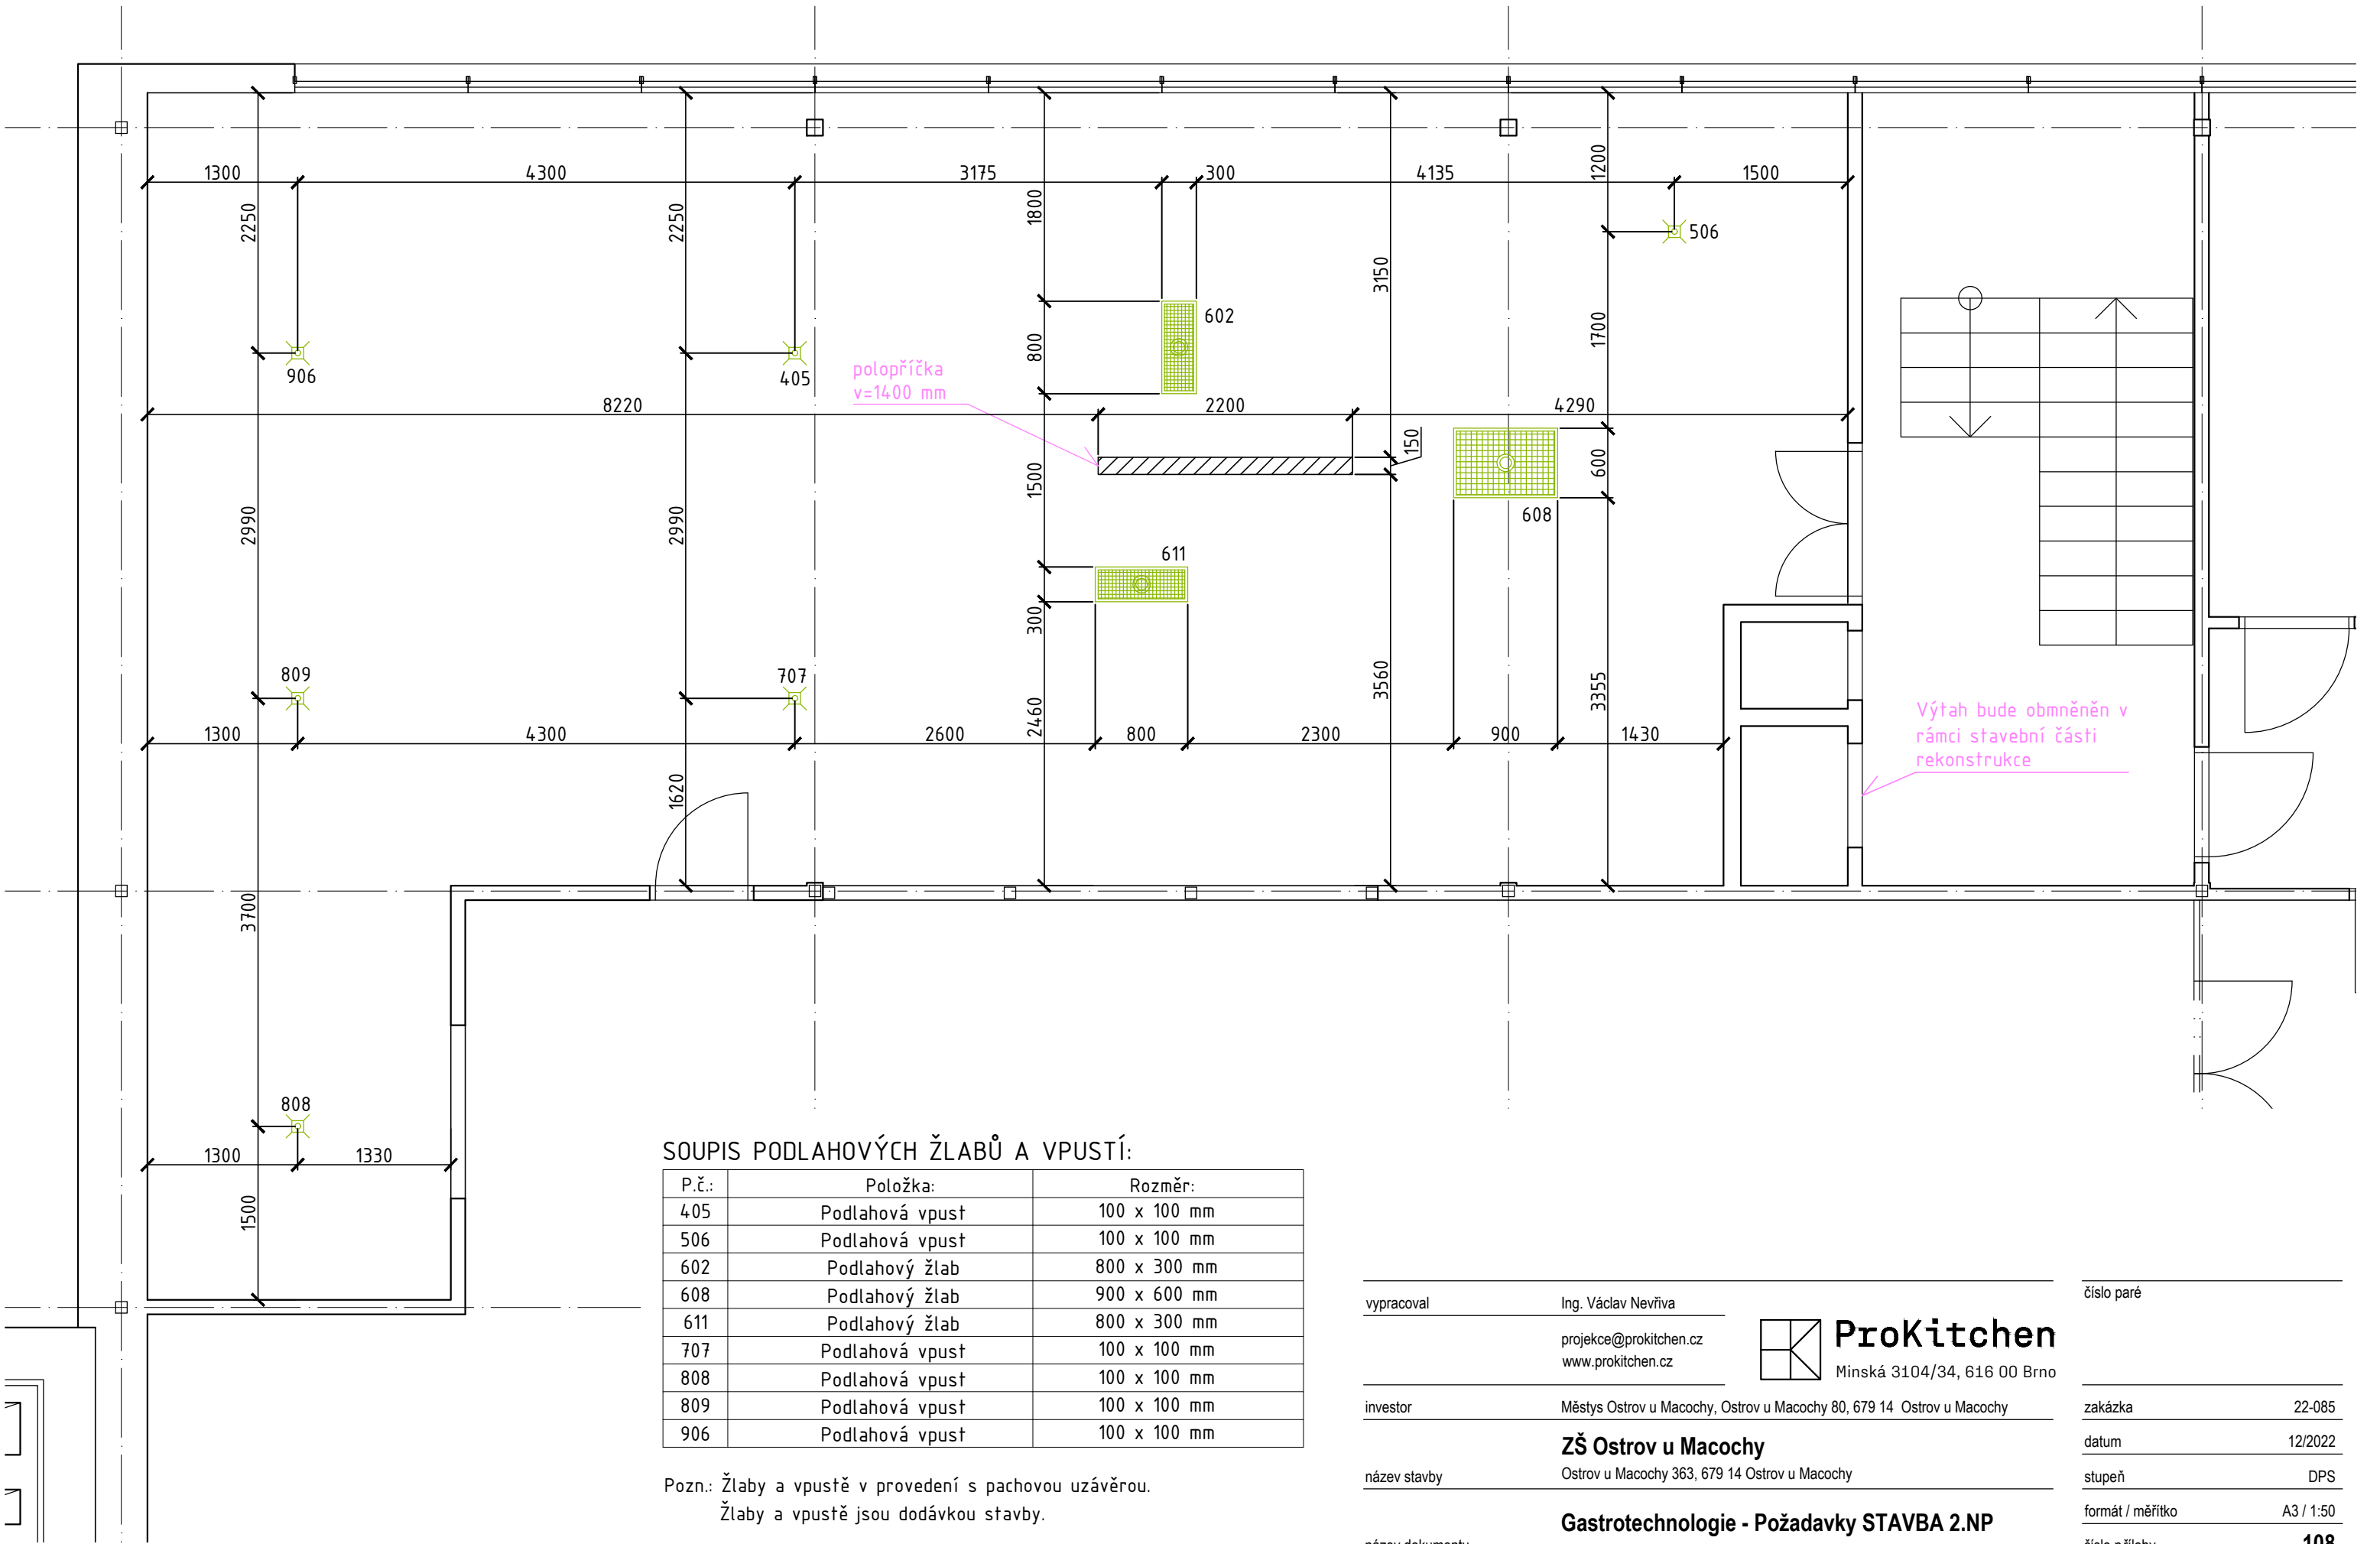 1300 4300 3175 300 4135 1500
2250
2250
1800
3150
1200
506
602
800
1700
906
405
polopříčka
v=1400 mm
8220 2200 4290
150
1500
600
608
2990
2990
611
300
809
707
2460
3560
3355
1300 4300 2600 800 2300 900 1430
Výtah bude obmněněn v
rámci stavební části
rekonstrukce
1620
3700
808
1300 1330
1500
SOUPIS PODLAHOVÝCH ŽLABŮ A VPUSTÍ:
P.č.: Položka: Rozměr:
405 Podlahová vpust 100 x 100 mm
506 Podlahová vpust 100 x 100 mm
602 Podlahový žlab 800 x 300 mm
608 Podlahový žlab 900 x 600 mm
611 Podlahový žlab 800 x 300 mm
707 Podlahová vpust 100 x 100 mm
808 Podlahová vpust 100 x 100 mm
809 Podlahová vpust 100 x 100 mm
906 Podlahová vpust 100 x 100 mm
Pozn.: Žlaby a vpustě v provedení s pachovou uzávěrou.
Žlaby a vpustě jsou dodávkou stavby.
vypracoval Ing. Václav Nevřiva
projekce@prokitchen.cz
www.prokitchen.cz
ProKitchen
Minská 3104/34, 616 00 Brno
číslo paré
investor Městys Ostrov u Macochy, Ostrov u Macochy 80, 679 14 Ostrov u Macochy
zakázka 22-085
ZŠ Ostrov u Macochy
datum 12/2022
název stavby Ostrov u Macochy 363, 679 14 Ostrov u Macochy
stupeň DPS
formát / měřítko A3 / 1:50
Gastrotechnologie - Požadavky STAVBA 2.NP
název dokumentu
číslo přílohy 108